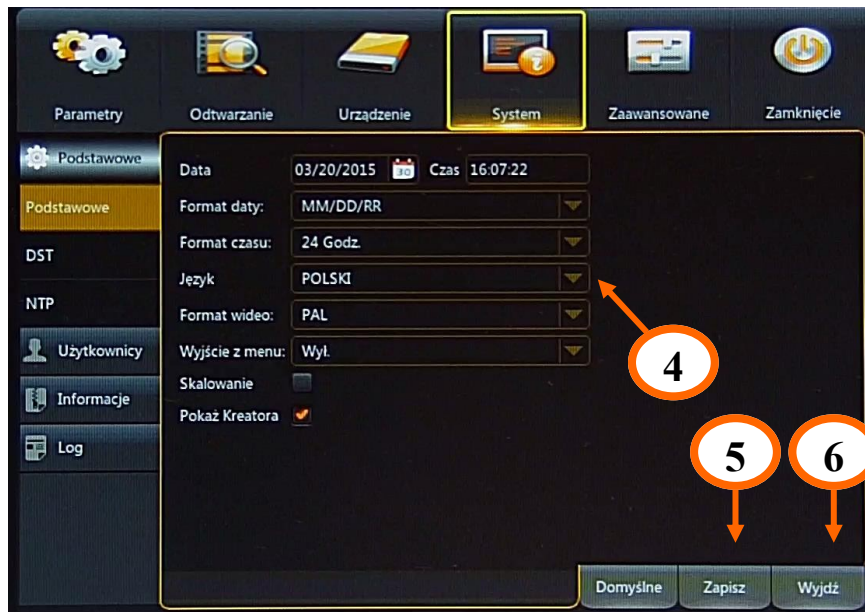 Parametry Odtwarzanie Urządzenie System Zaawansowane Zamknięcie
Podstawowe
Podstawowe
DST
NTP
Użytkownicy
Informacje
Log
Data 03/20/2015 30 Czas 16:07:22
Format daty: MM/DD/RR
Format czasu: 24 Godz.
Język POLSKI
Format wideo: PAL
Wyjście z menu: Wył.
Skalowanie
Pokaż Kreatora
4
5 6
Domyślne Zapisz Wyjdź